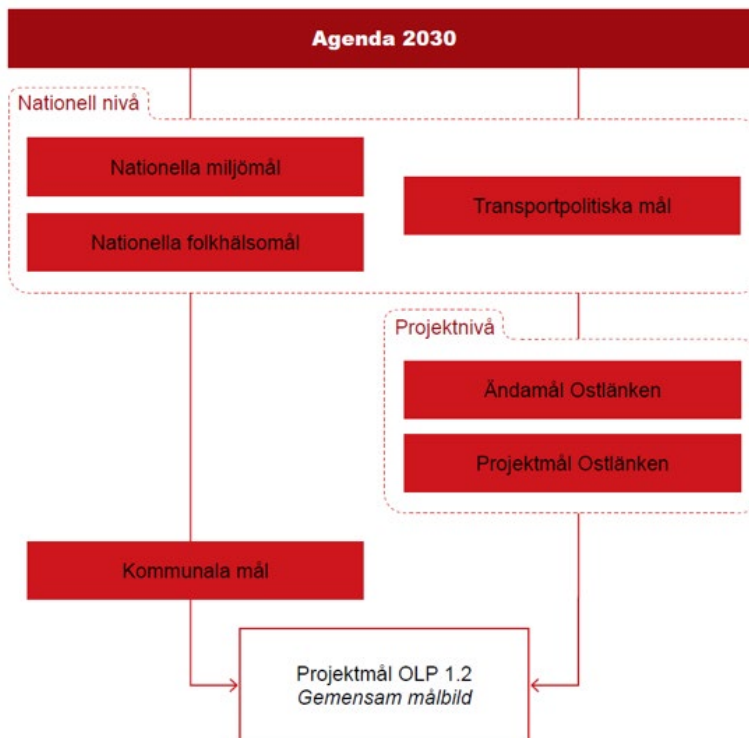 Agenda 2030
Nationell nivå
Nationella miljömål
Transportpolitiska mål
Nationella folkhälsomål
Projektnivå
Ändamål Ostlänken
Projektmål Ostlänken
Kommunala mål
Projektmål OLP 1.2
Gemensam målbild